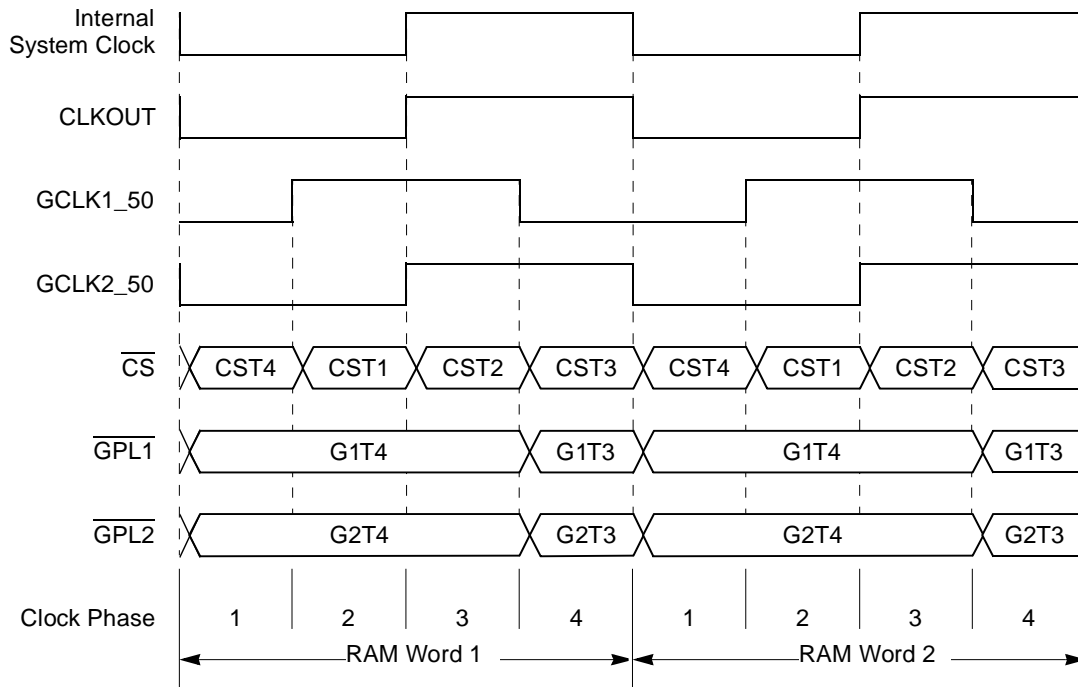 Internal
System Clock
CLKOUT
GCLK1_50
GCLK2_50
CS CST4 CST1 CST2 CST3 CST4 CST1 CST2 CST3
GPL1 G1T4 G1T3 G1T4 G1T3
GPL2 G2T4 G2T3 G2T4 G2T3
Clock Phase 1 2 3 4 1 2 3 4
RAM Word 1 RAM Word 2